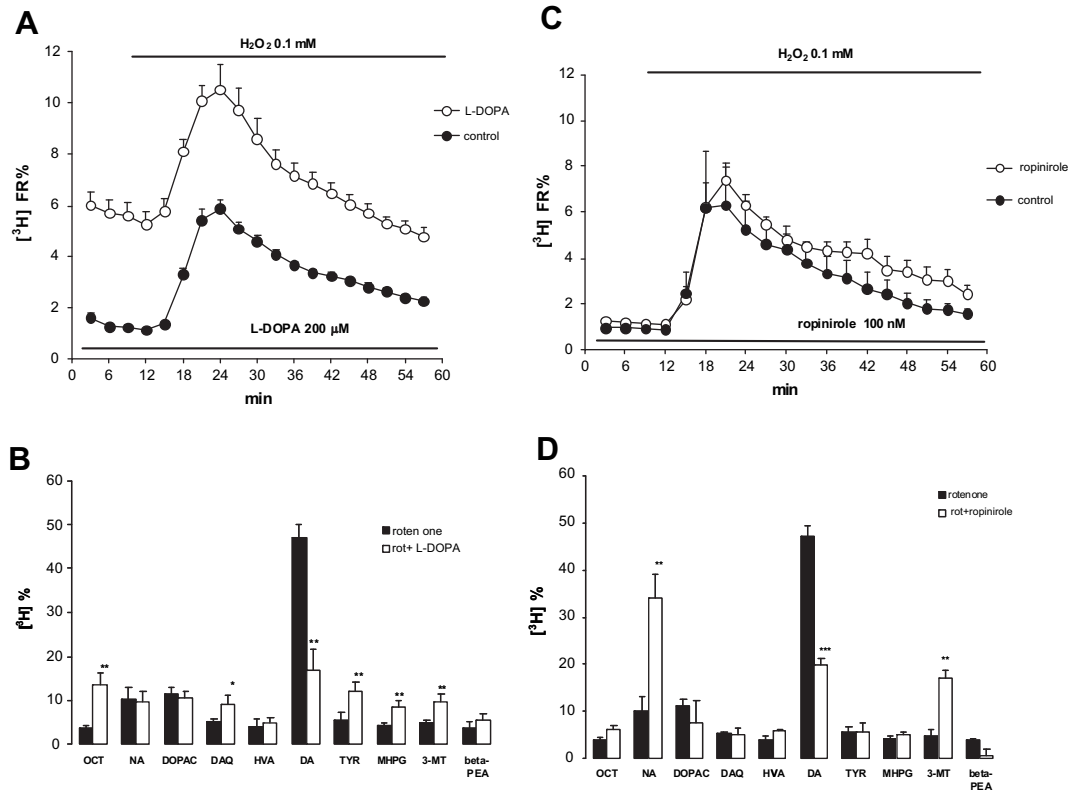 A
H2O2 0.1 mM
12
10
8
6
4
2
0
[3H] FR%
L-DOPA
control
L-DOPA 200 µM
0 6 12 18 24 30 36 42 48 54 60
min
C
H2O2 0.1 mM
12
10
8
6
4
2
0
[3H] FR%
ropinirole
control
ropinirole 100 nM
0 6 12 18 24 30 36 42 48 54 60
min
B
60
50
40
30
20
10
0
[3H] %
roten one
rot+ L-DOPA
** * ** ** ** **
OCT NA DOPAC DAQ HVA DA TYR MHPG 3-MT beta-
PEA
D
60
50
40
30
20
10
0
[3H] %
rotenone
rot+ropinirole
** *** **
OCT NA DOPAC DAQ HVA DA TYR MHPG 3-MT beta-
PEA